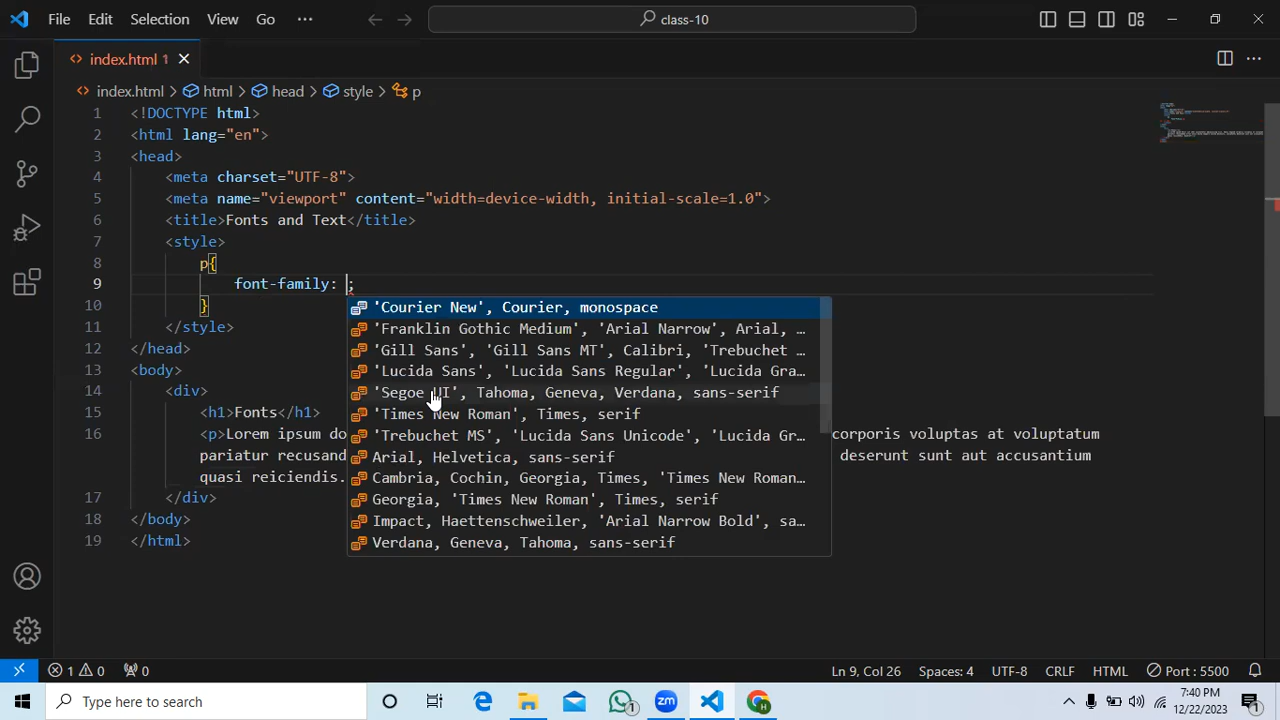 File Edit Selection View Go ··· class-10
index.html 1
index.html > html > head > style > p
1 <!DOCTYPE html>
2 <html lang="en">
3 <head>
4 <meta charset="UTF-8">
5 <meta name="viewport" content="width=device-width, initial-scale=1.0">
6 <title>Fonts and Text</title>
7 <style>
8 p{
9 font-family: ;
10 }
11 </style>
12 </head>
13 <body>
14 <div>
15 <h1>Fonts</h1>
16 <p>Lorem ipsum do corporis voluptas at voluptatum
pariatur recusand deserunt sunt aut accusantium
quasi reiciendis.
17 </div>
18 </body>
19 </html>
'Courier New', Courier, monospace
'Franklin Gothic Medium', 'Arial Narrow', Arial, …
'Gill Sans', 'Gill Sans MT', Calibri, 'Trebuchet …
'Lucida Sans', 'Lucida Sans Regular', 'Lucida Gra…
'Segoe UI', Tahoma, Geneva, Verdana, sans-serif
'Times New Roman', Times, serif
'Trebuchet MS', 'Lucida Sans Unicode', 'Lucida Gr…
Arial, Helvetica, sans-serif
Cambria, Cochin, Georgia, Times, 'Times New Roman…
Georgia, 'Times New Roman', Times, serif
Impact, Haettenschweiler, 'Arial Narrow Bold', sa…
Verdana, Geneva, Tahoma, sans-serif
1 0 0 Ln 9, Col 26 Spaces: 4 UTF-8 CRLF HTML Port : 5500
Type here to search 1 zm 7:40 PM
12/22/2023 1